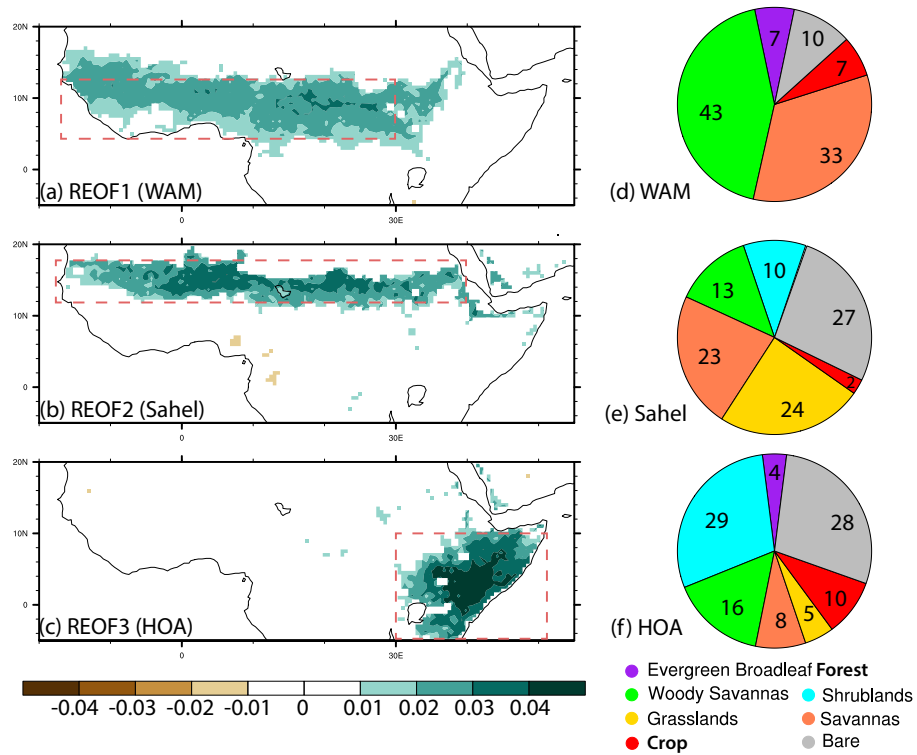 20N
10N
0
(a) REOF1 (WAM)
0
30E
7
10
7
43
33
(d) WAM
20N
10N
0
(b) REOF2 (Sahel)
0
30E
10
13
27
23
2
24
(e) Sahel
20N
10N
0
(c) REOF3 (HOA)
0
30E
4
29
28
16
10
8
5
(f) HOA
-0.04 -0.03 -0.02 -0.01 0 0.01 0.02 0.03 0.04
Evergreen Broadleaf Forest
Woody Savannas
Shrublands
Grasslands
Savannas
Crop
Bare